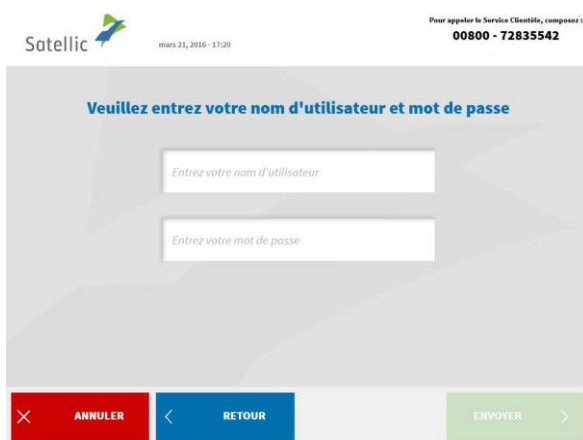 Pour appeler le Service Clientèle, composez :
Satellic
mars 21, 2016 - 17:20
00800 - 72835542
Veuillez entrez votre nom d'utilisateur et mot de passe
Entrez votre nom d'utilisateur
Entrez votre mot de passe
ANNULER
RETOUR
ENVOYER